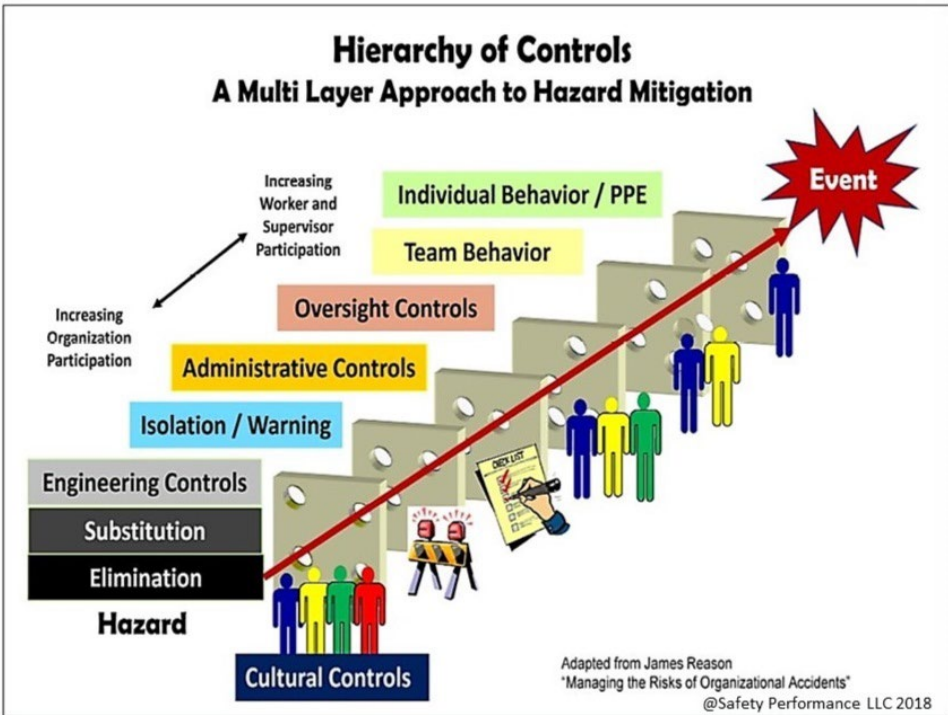 Hierarchy of Controls
A Multi Layer Approach to Hazard Mitigation
Event
Increasing
Worker and
Supervisor
Participation
Individual Behavior / PPE
Team Behavior
Increasing
Organization
Participation
Oversight Controls
Administrative Controls
Isolation / Warning
Engineering Controls
CHECK LIST
Substitution
Elimination
Hazard
Cultural Controls
Adapted from James Reason
"Managing the Risks of Organizational Accidents"
@Safety Performance LLC 2018